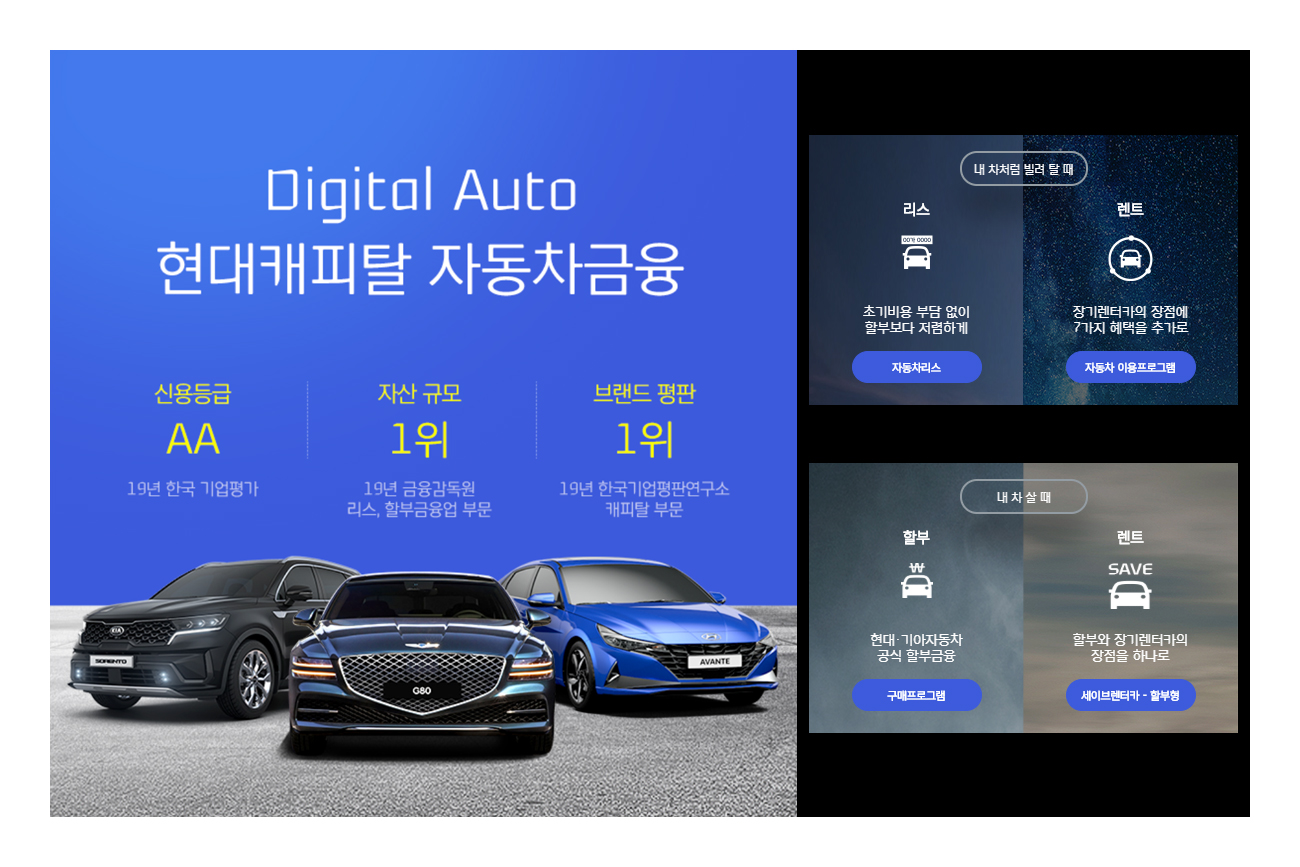 Digital Auto
현대캐피탈 자동차금융
신용등급
AA
19년 한국 기업평가
자산 규모
1위
19년 금융감독원
리스, 할부금융업 부문
브랜드 평판
1위
19년 한국기업평판연구소
캐피탈 부문
KIA
SORENTO
G80
AVANTE
내 차처럼 빌려 탈 때
리스
초기비용 부담 없이
할부보다 저렴하게
자동차리스
렌트
장기렌터카의 장점에
7가지 혜택을 추가로
자동차 이용프로그램
내 차 살 때
할부
₩
현대·기아자동차
공식 할부금융
구매프로그램
렌트
SAVE
할부와 장기렌터카의
장점을 하나로
세이브렌터카 - 할부형